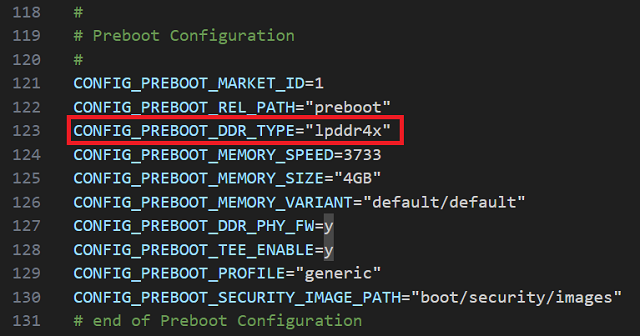 118 #
119 # Preboot Configuration
120 #
121 CONFIG_PREBOOT_MARKET_ID=1
122 CONFIG_PREBOOT_REL_PATH="preboot"
123 CONFIG_PREBOOT_DDR_TYPE="lpddr4x"
124 CONFIG_PREBOOT_MEMORY_SPEED=3733
125 CONFIG_PREBOOT_MEMORY_SIZE="4GB"
126 CONFIG_PREBOOT_MEMORY_VARIANT="default/default"
127 CONFIG_PREBOOT_DDR_PHY_FW=y
128 CONFIG_PREBOOT_TEE_ENABLE=y
129 CONFIG_PREBOOT_PROFILE="generic"
130 CONFIG_PREBOOT_SECURITY_IMAGE_PATH="boot/security/images"
131 # end of Preboot Configuration